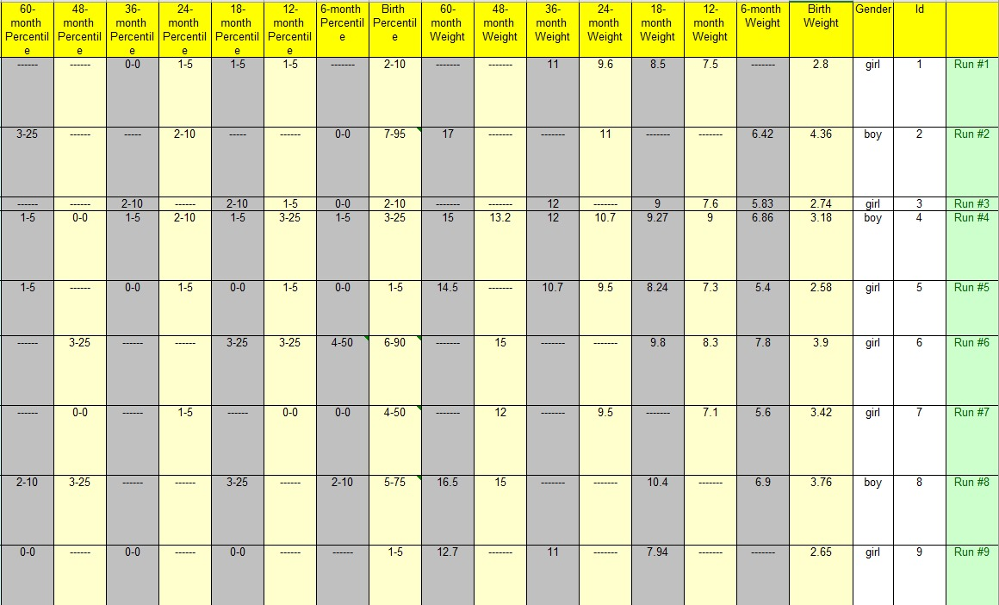 60-month Percentile 48-month Percentile 36-month Percentile 24-month Percentile 18-month Percentile 12-month Percentile 6-month Percentile Birth Percentile 60-month Weight 48-month Weight 36-month Weight 24-month Weight 18-month Weight 12-month Weight 6-month Weight Birth Weight Gender Id
------ ------ 0-0 1-5 1-5 1-5 ------- 2-10 ------- ------- 11 9.6 8.5 7.5 ------- 2.8 girl 1 Run #1
3-25 ------ ----- 2-10 ----- ------ 0-0 7-95 17 ------- ------- 11 ------- ------- 6.42 4.36 boy 2 Run #2
------ ------ 2-10 ------ 2-10 1-5 0-0 2-10 ------- ------- 12 ------- 9 7.6 5.83 2.74 girl 3 Run #3
1-5 0-0 1-5 2-10 1-5 3-25 1-5 3-25 15 13.2 12 10.7 9.27 9 6.86 3.18 boy 4 Run #4
1-5 ------ 0-0 1-5 0-0 1-5 0-0 1-5 14.5 ------- 10.7 9.5 8.24 7.3 5.4 2.58 girl 5 Run #5
------ 3-25 ------ ------ 3-25 3-25 4-50 6-90 ------- 15 ------- ------- 9.8 8.3 7.8 3.9 girl 6 Run #6
------ 0-0 ------ 1-5 ------ 0-0 0-0 4-50 ------- 12 ------- 9.5 ------- 7.1 5.6 3.42 girl 7 Run #7
2-10 3-25 ------ ------ 3-25 ------ 2-10 5-75 16.5 15 ------- ------- 10.4 ------- 6.9 3.76 boy 8 Run #8
0-0 ------ 0-0 ------ 0-0 ------ ------ 1-5 12.7 ------- 11 ------- 7.94 ------- ------- 2.65 girl 9 Run #9